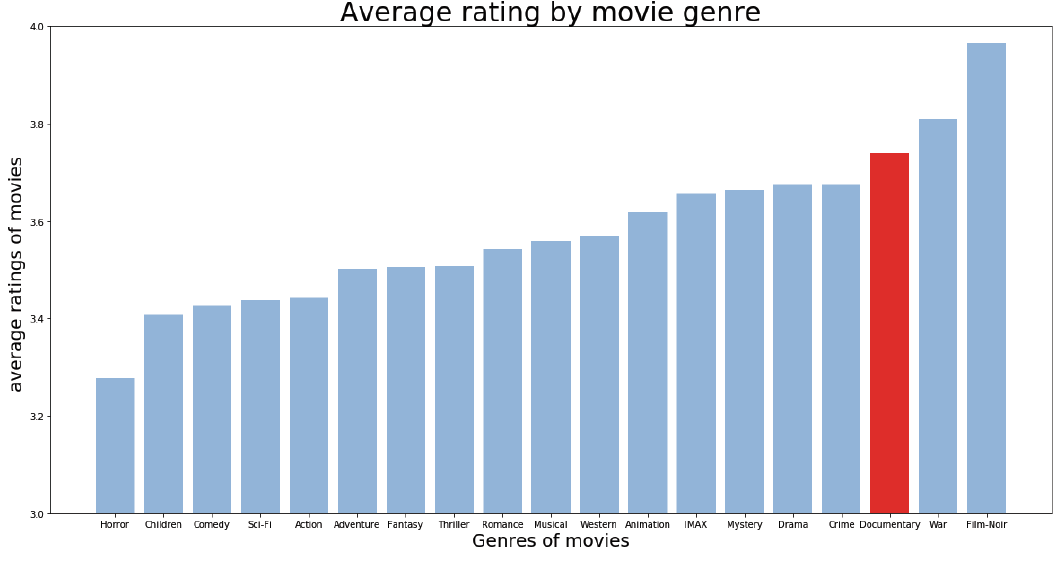 Average rating by movie genre
4.0
3.8
3.6
3.4
3.2
3.0
average ratings of movies
Horror Children Comedy Sci-Fi Action Adventure Fantasy Thriller Romance Musical Western Animation IMAX Mystery Drama Crime Documentary War Film-Noir
Genres of movies